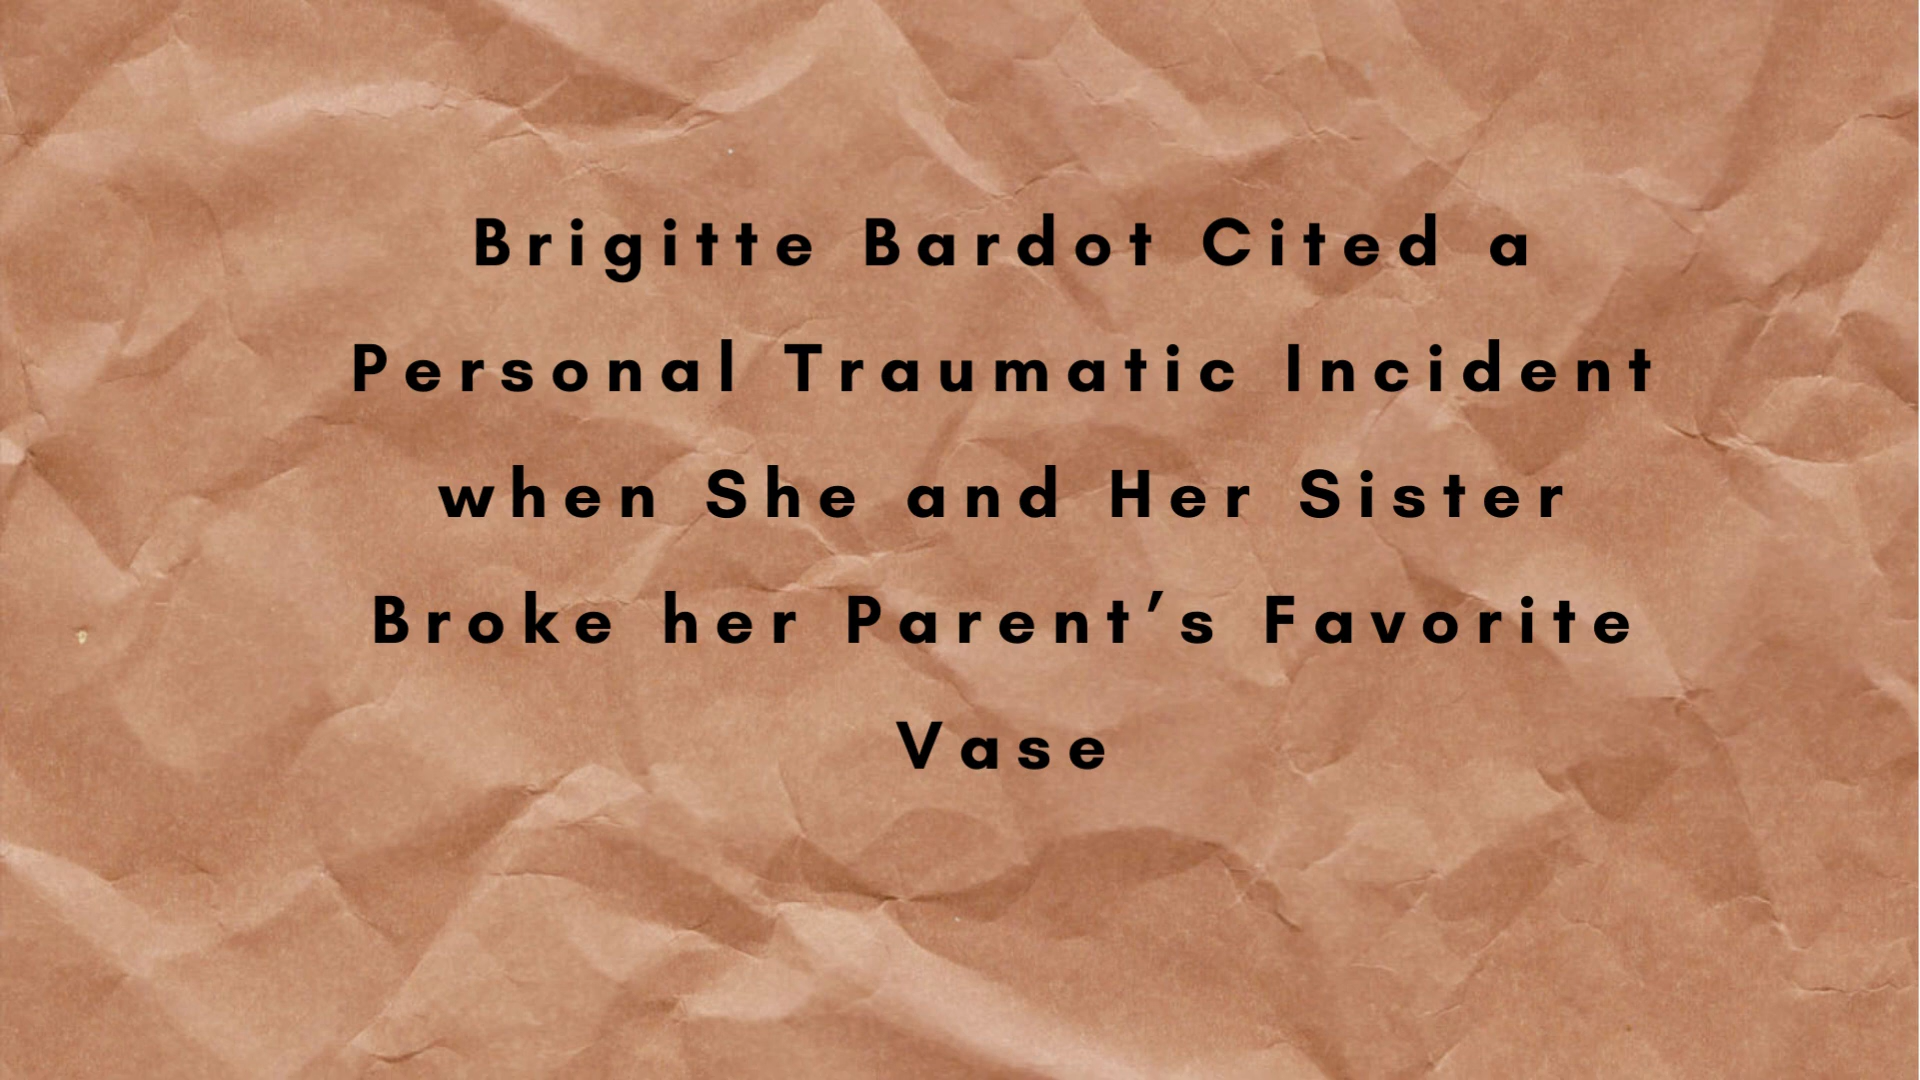 Brigitte Bardot Cited a
Personal Traumatic Incident
when She and Her Sister
Broke her Parent’s Favorite
Vase